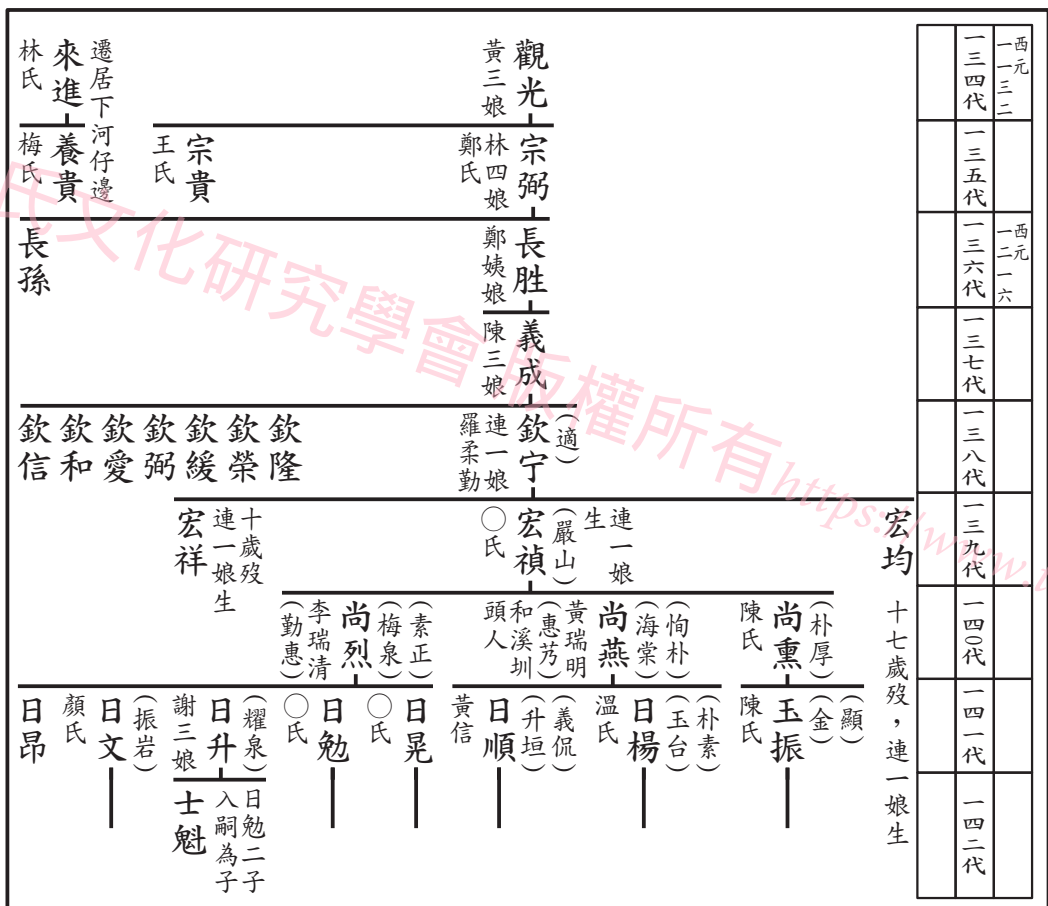 西元一一三二
一三四代
一三五代
西元一二一六
一三六代
一三七代
一三八代
一三九代
一四〇代
一四一代
一四二代
觀光
黃三娘
遷居下河仔邊
來進
林氏
宗弼
林四娘
鄭氏
宗貴
王氏
養貴
梅氏
長胜
鄭姨娘
長孫
義成
陳三娘
(適)
欽宁
連一娘
羅柔勤
欽隆
欽榮
欽緩
欽弼
欽愛
欽和
欽信
宏均 十七歲歿，連一娘生
連一娘生
(嚴山)
宏禎
〇氏
十歲歿
連一娘生
宏祥
(朴厚)
尚熏
陳氏
(恂朴)
(海棠)
尚燕
黃瑞明
(惠艿)
和溪圳
頭人
(素正)
(梅泉)
尚烈
李瑞清
(勤惠)
(顯)
(金)
玉振
陳氏
(朴素)
(玉台)
日楊
溫氏
(義侃)
(升垣)
日順
黃信
日晃
〇氏
日勉
〇氏
(耀泉)
日升
謝三娘
(振岩)
日文
顏氏
日昂
日勉二子
入嗣為子
士魁
氏文化研究學會 版權所有https://www.t